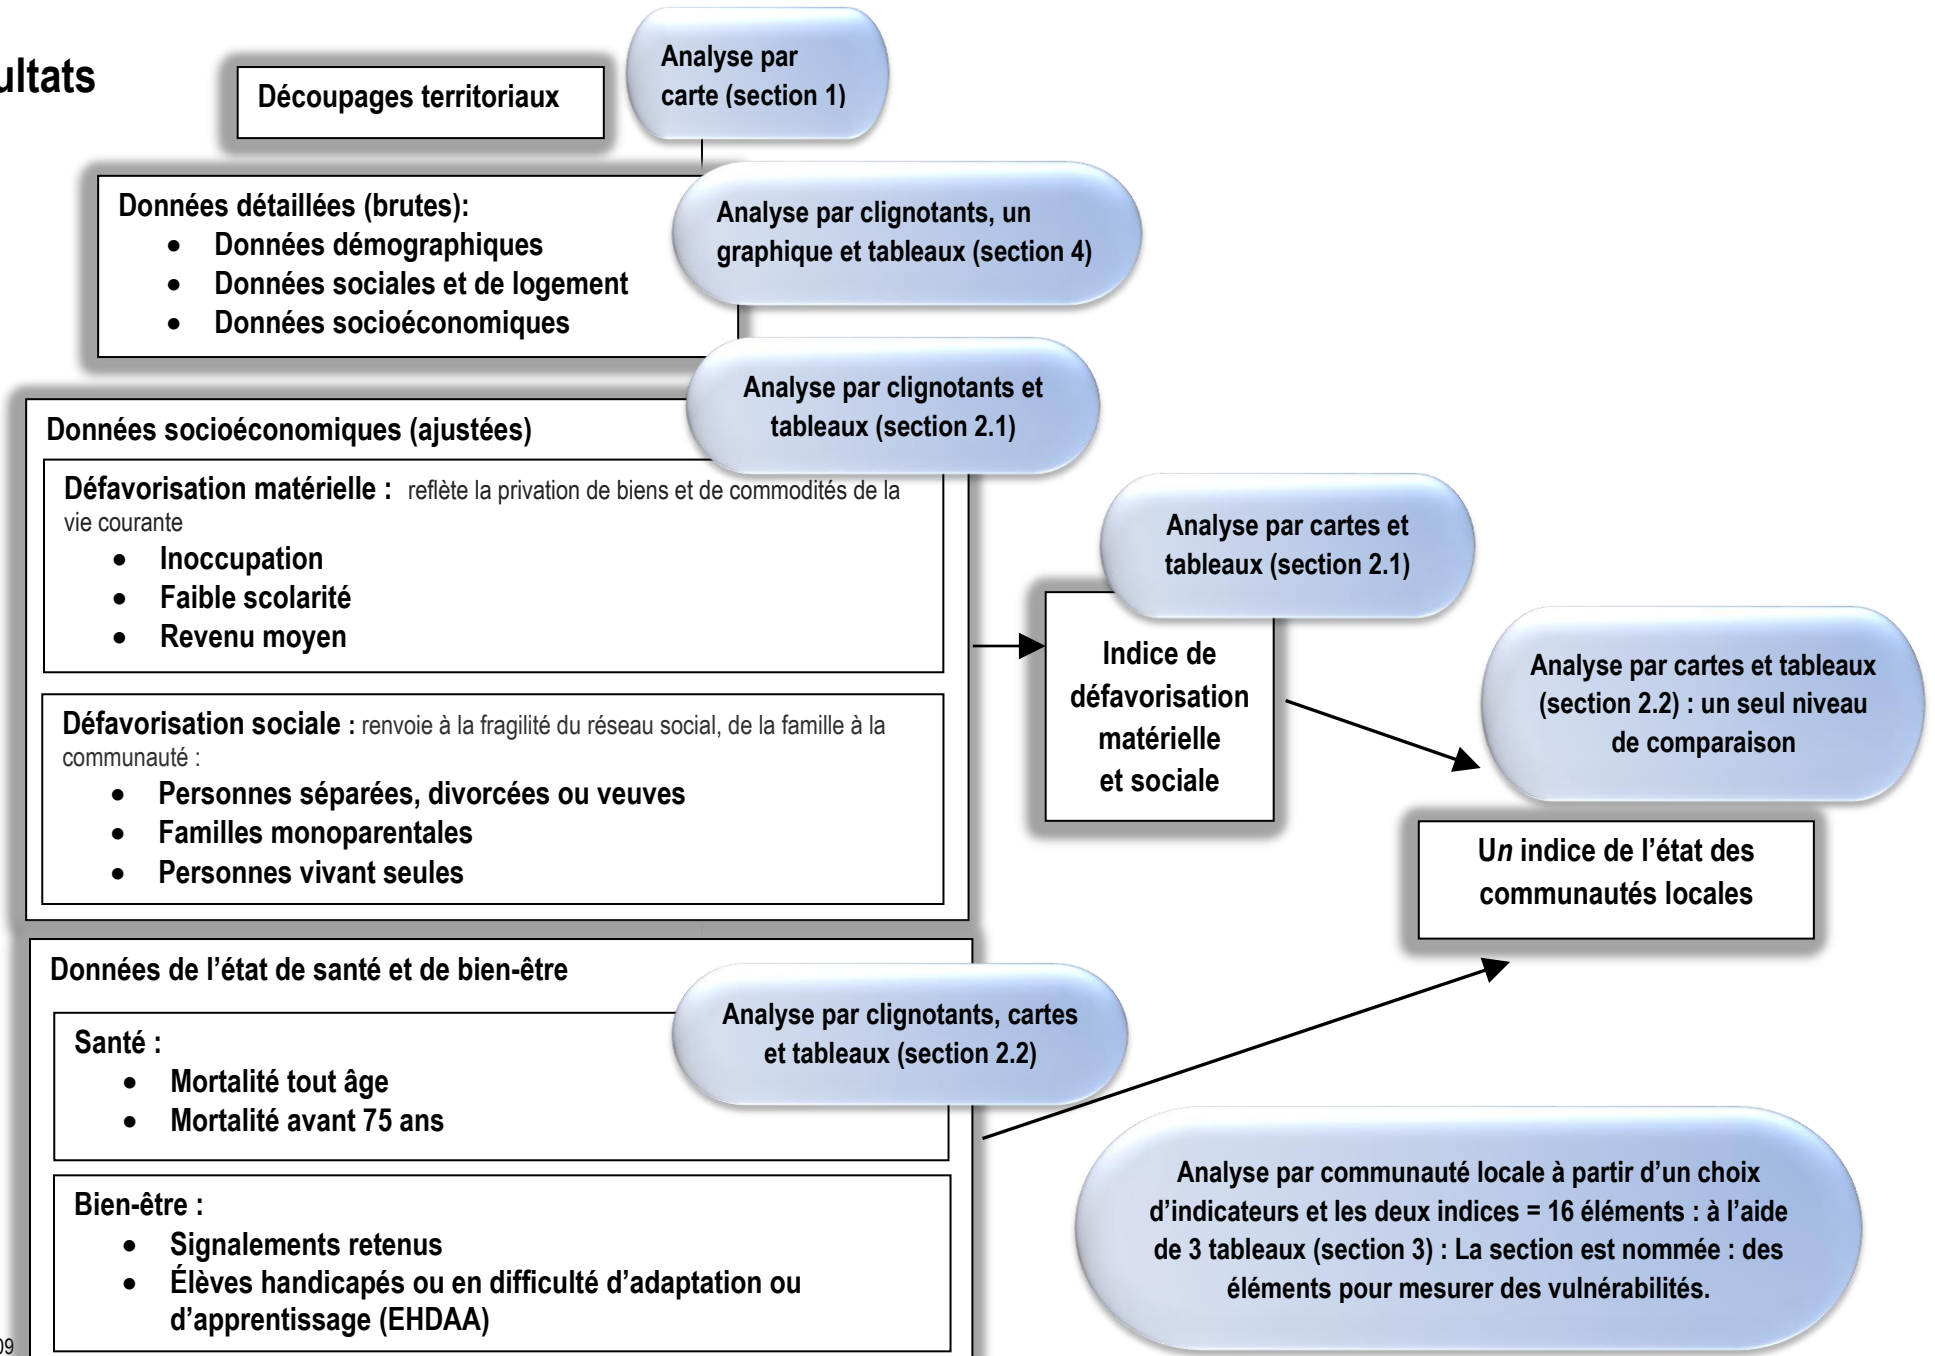 ultats
Découpages territoriaux
Analyse par
carte (section 1)
Données détaillées (brutes):
• Données démographiques
• Données sociales et de logement
• Données socioéconomiques
Analyse par clignotants, un
graphique et tableaux (section 4)
Données socioéconomiques (ajustées)
Analyse par clignotants et
tableaux (section 2.1)
Défavorisation matérielle : reflète la privation de biens et de commodités de la
vie courante
• Inoccupation
• Faible scolarité
• Revenu moyen
Défavorisation sociale : renvoie à la fragilité du réseau social, de la famille à la
communauté :
• Personnes séparées, divorcées ou veuves
• Familles monoparentales
• Personnes vivant seules
Analyse par cartes et
tableaux (section 2.1)
Indice de
défavorisation
matérielle
et sociale
Analyse par cartes et tableaux
(section 2.2) : un seul niveau
de comparaison
Un indice de l’état des
communautés locales
Données de l’état de santé et de bien-être
Analyse par clignotants, cartes
et tableaux (section 2.2)
Santé :
• Mortalité tout âge
• Mortalité avant 75 ans
Bien-être :
• Signalements retenus
• Élèves handicapés ou en difficulté d’adaptation ou
d’apprentissage (EHDAA)
Analyse par communauté locale à partir d’un choix
d’indicateurs et les deux indices = 16 éléments : à l’aide
de 3 tableaux (section 3) : La section est nommée : des
éléments pour mesurer des vulnérabilités.
09